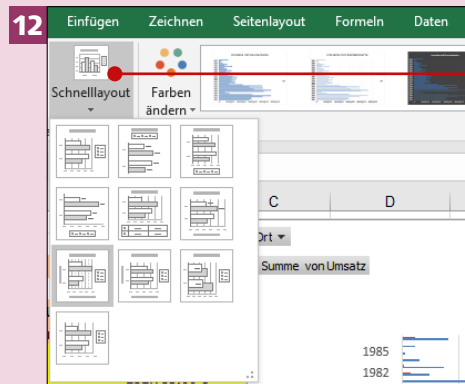 12
Einfügen Zeichnen Seitenlayout Formeln Daten
Schnelllayout
Farben
ändern
C D
Ort
Summe von Umsatz
1985
1982